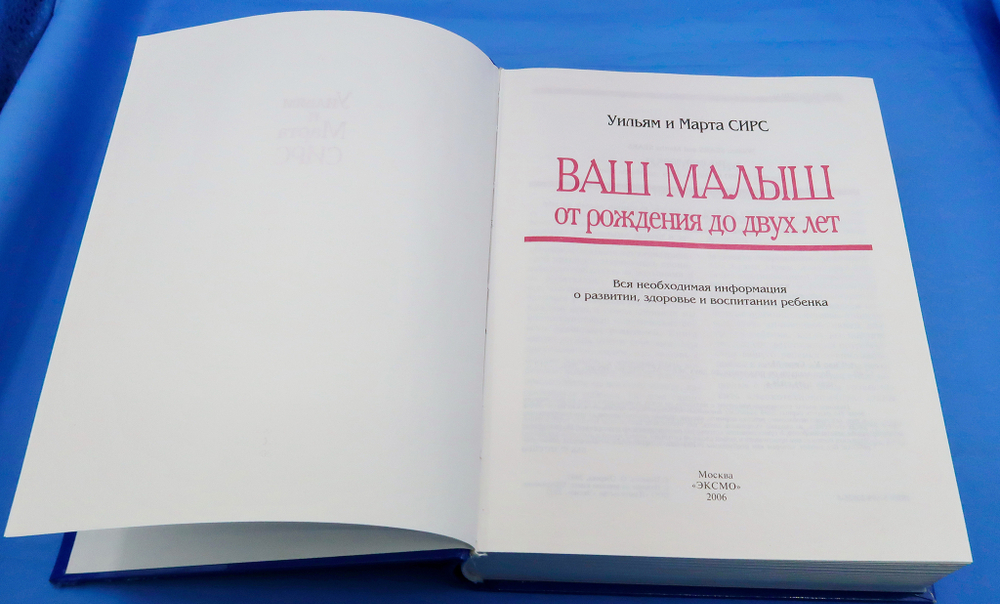 Уильям и Марта СИРС
ВАШ МАЛЫШ
от рождения до двух лет
Вся необходимая информация
о развитии, здоровье и воспитании ребенка
Москва
«ЭКСМО»
2006